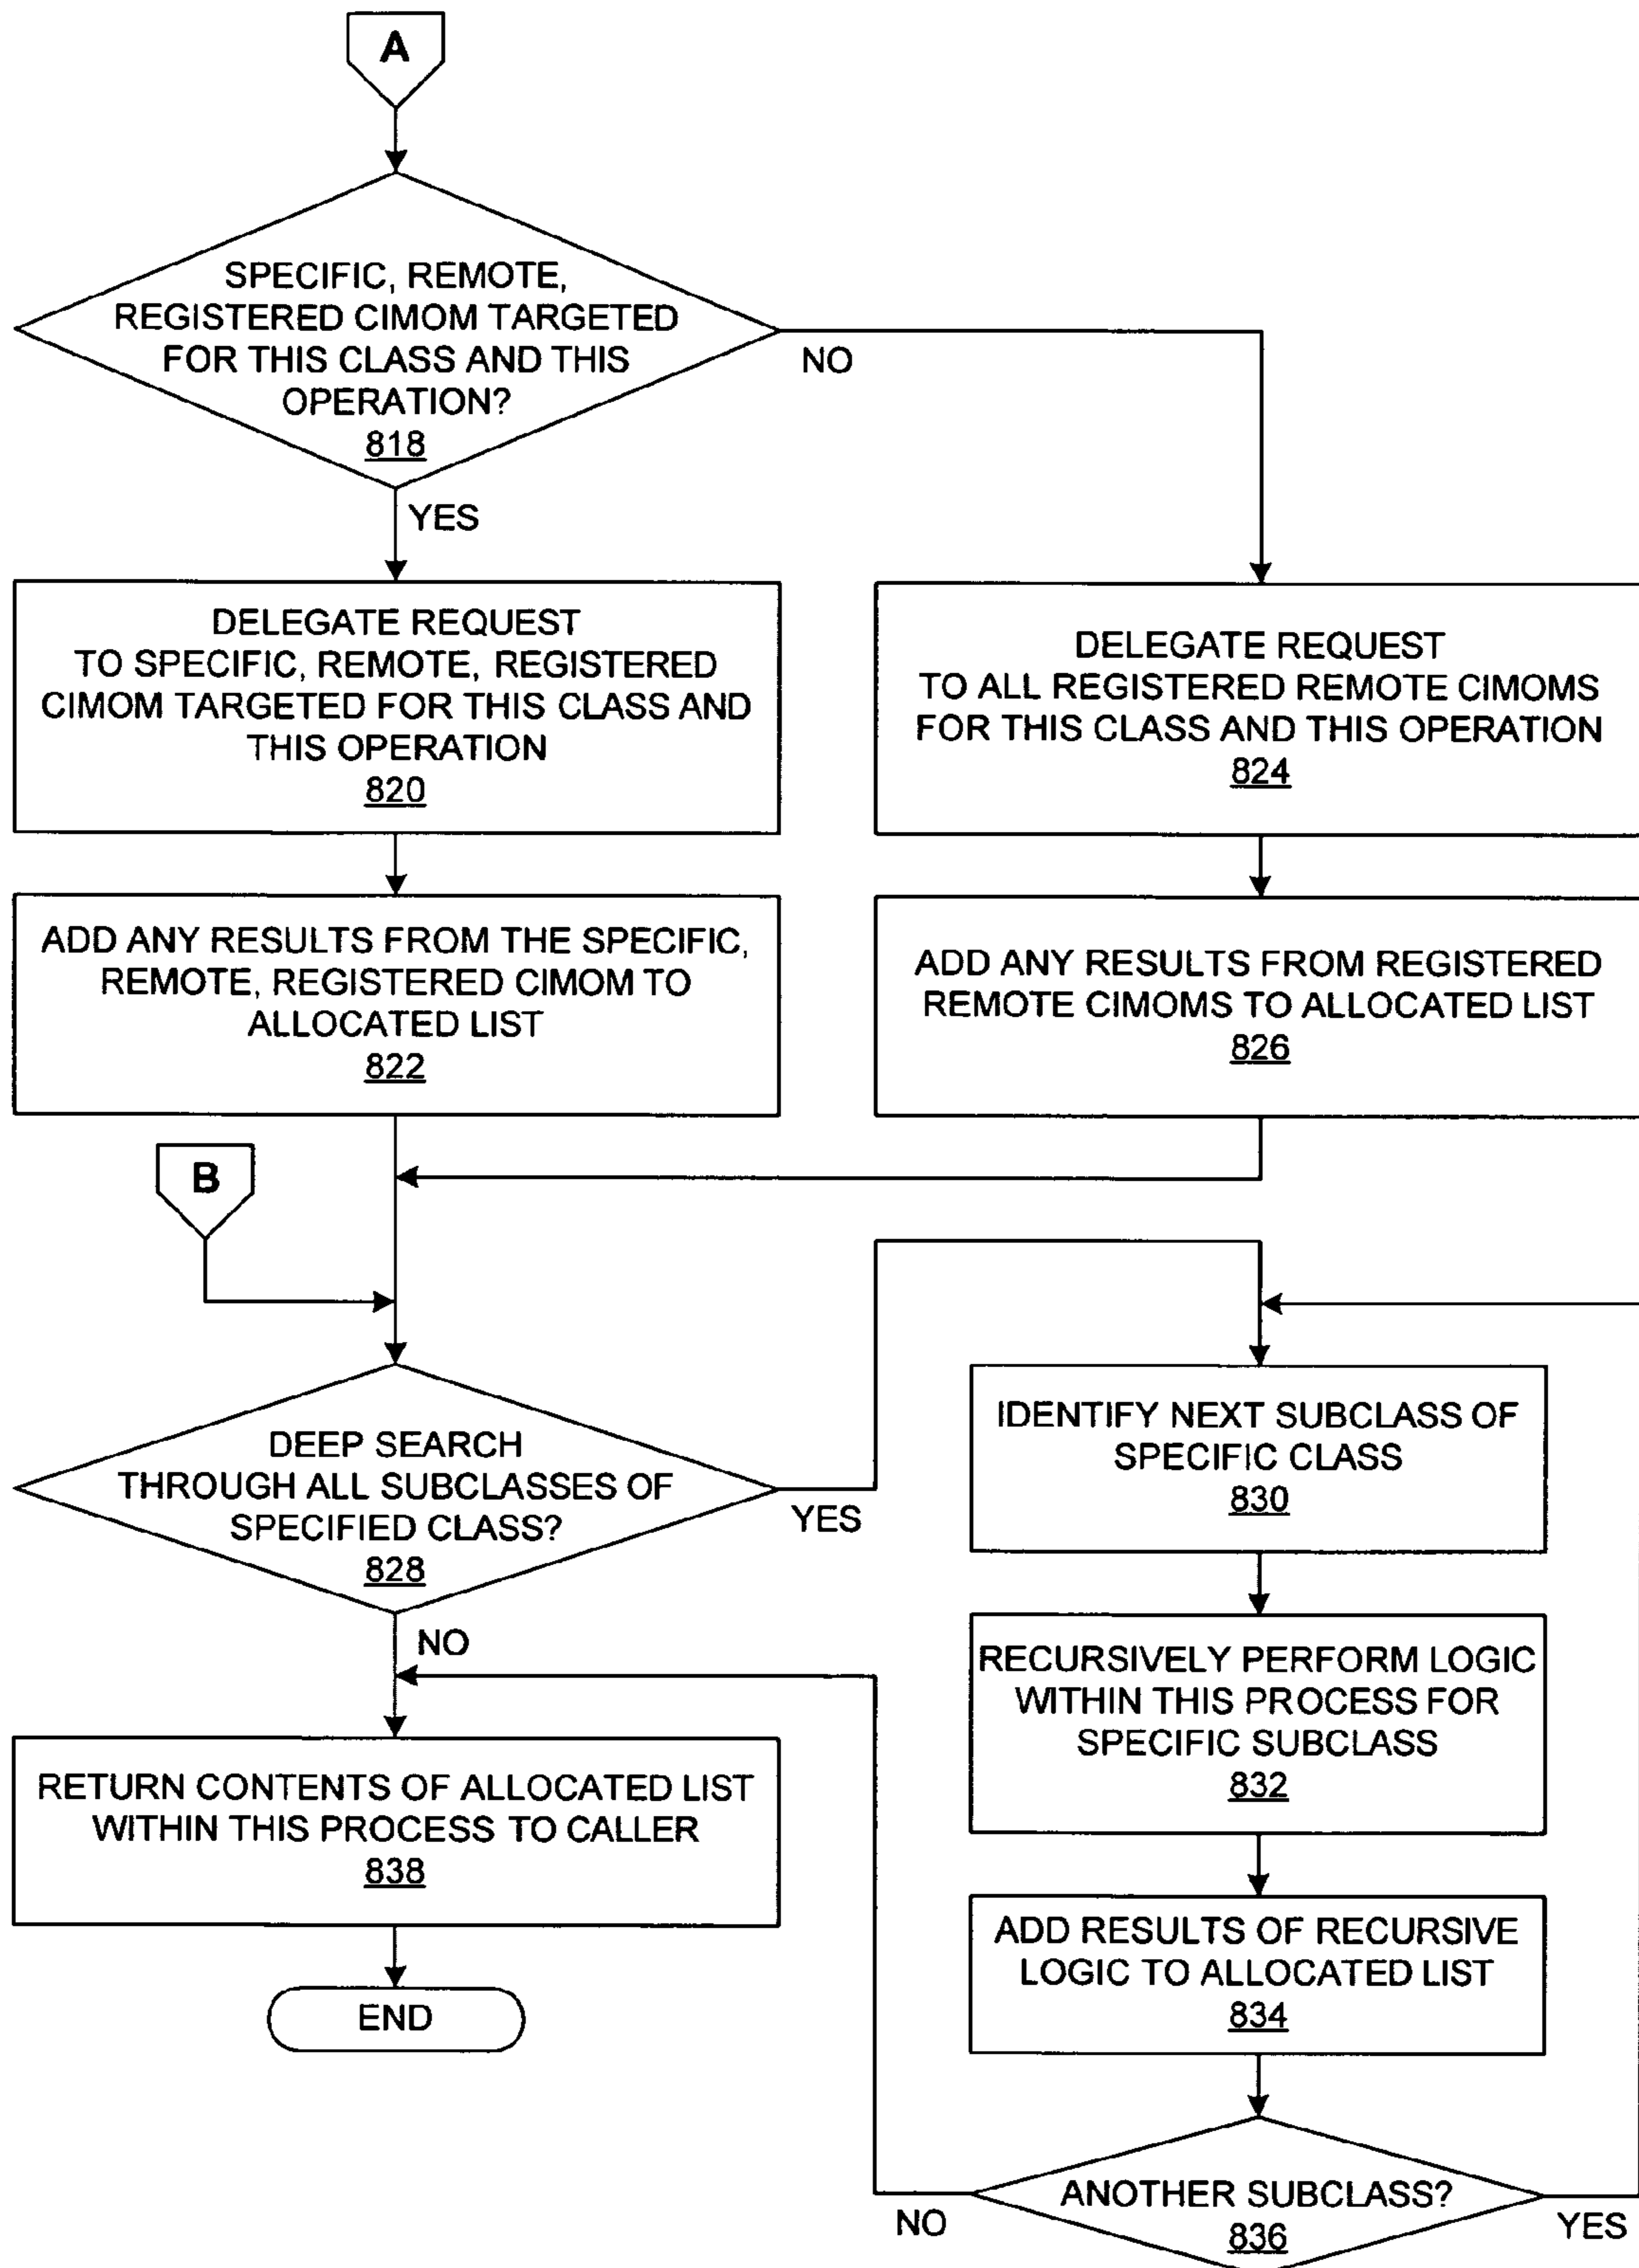 A
SPECIFIC, REMOTE,
REGISTERED CIMOM TARGETED
FOR THIS CLASS AND THIS
OPERATION?
818
NO
YES
DELEGATE REQUEST
TO SPECIFIC, REMOTE, REGISTERED
CIMOM TARGETED FOR THIS CLASS AND
THIS OPERATION
820
DELEGATE REQUEST
TO ALL REGISTERED REMOTE CIMOMS
FOR THIS CLASS AND THIS OPERATION
824
ADD ANY RESULTS FROM THE SPECIFIC,
REMOTE, REGISTERED CIMOM TO
ALLOCATED LIST
822
ADD ANY RESULTS FROM REGISTERED
REMOTE CIMOMS TO ALLOCATED LIST
826
B
DEEP SEARCH
THROUGH ALL SUBCLASSES OF
SPECIFIED CLASS?
828
YES
NO
IDENTIFY NEXT SUBCLASS OF
SPECIFIC CLASS
830
RECURSIVELY PERFORM LOGIC
WITHIN THIS PROCESS FOR
SPECIFIC SUBCLASS
832
RETURN CONTENTS OF ALLOCATED LIST
WITHIN THIS PROCESS TO CALLER
838
ADD RESULTS OF RECURSIVE
LOGIC TO ALLOCATED LIST
834
END
ANOTHER SUBCLASS?
836
NO
YES